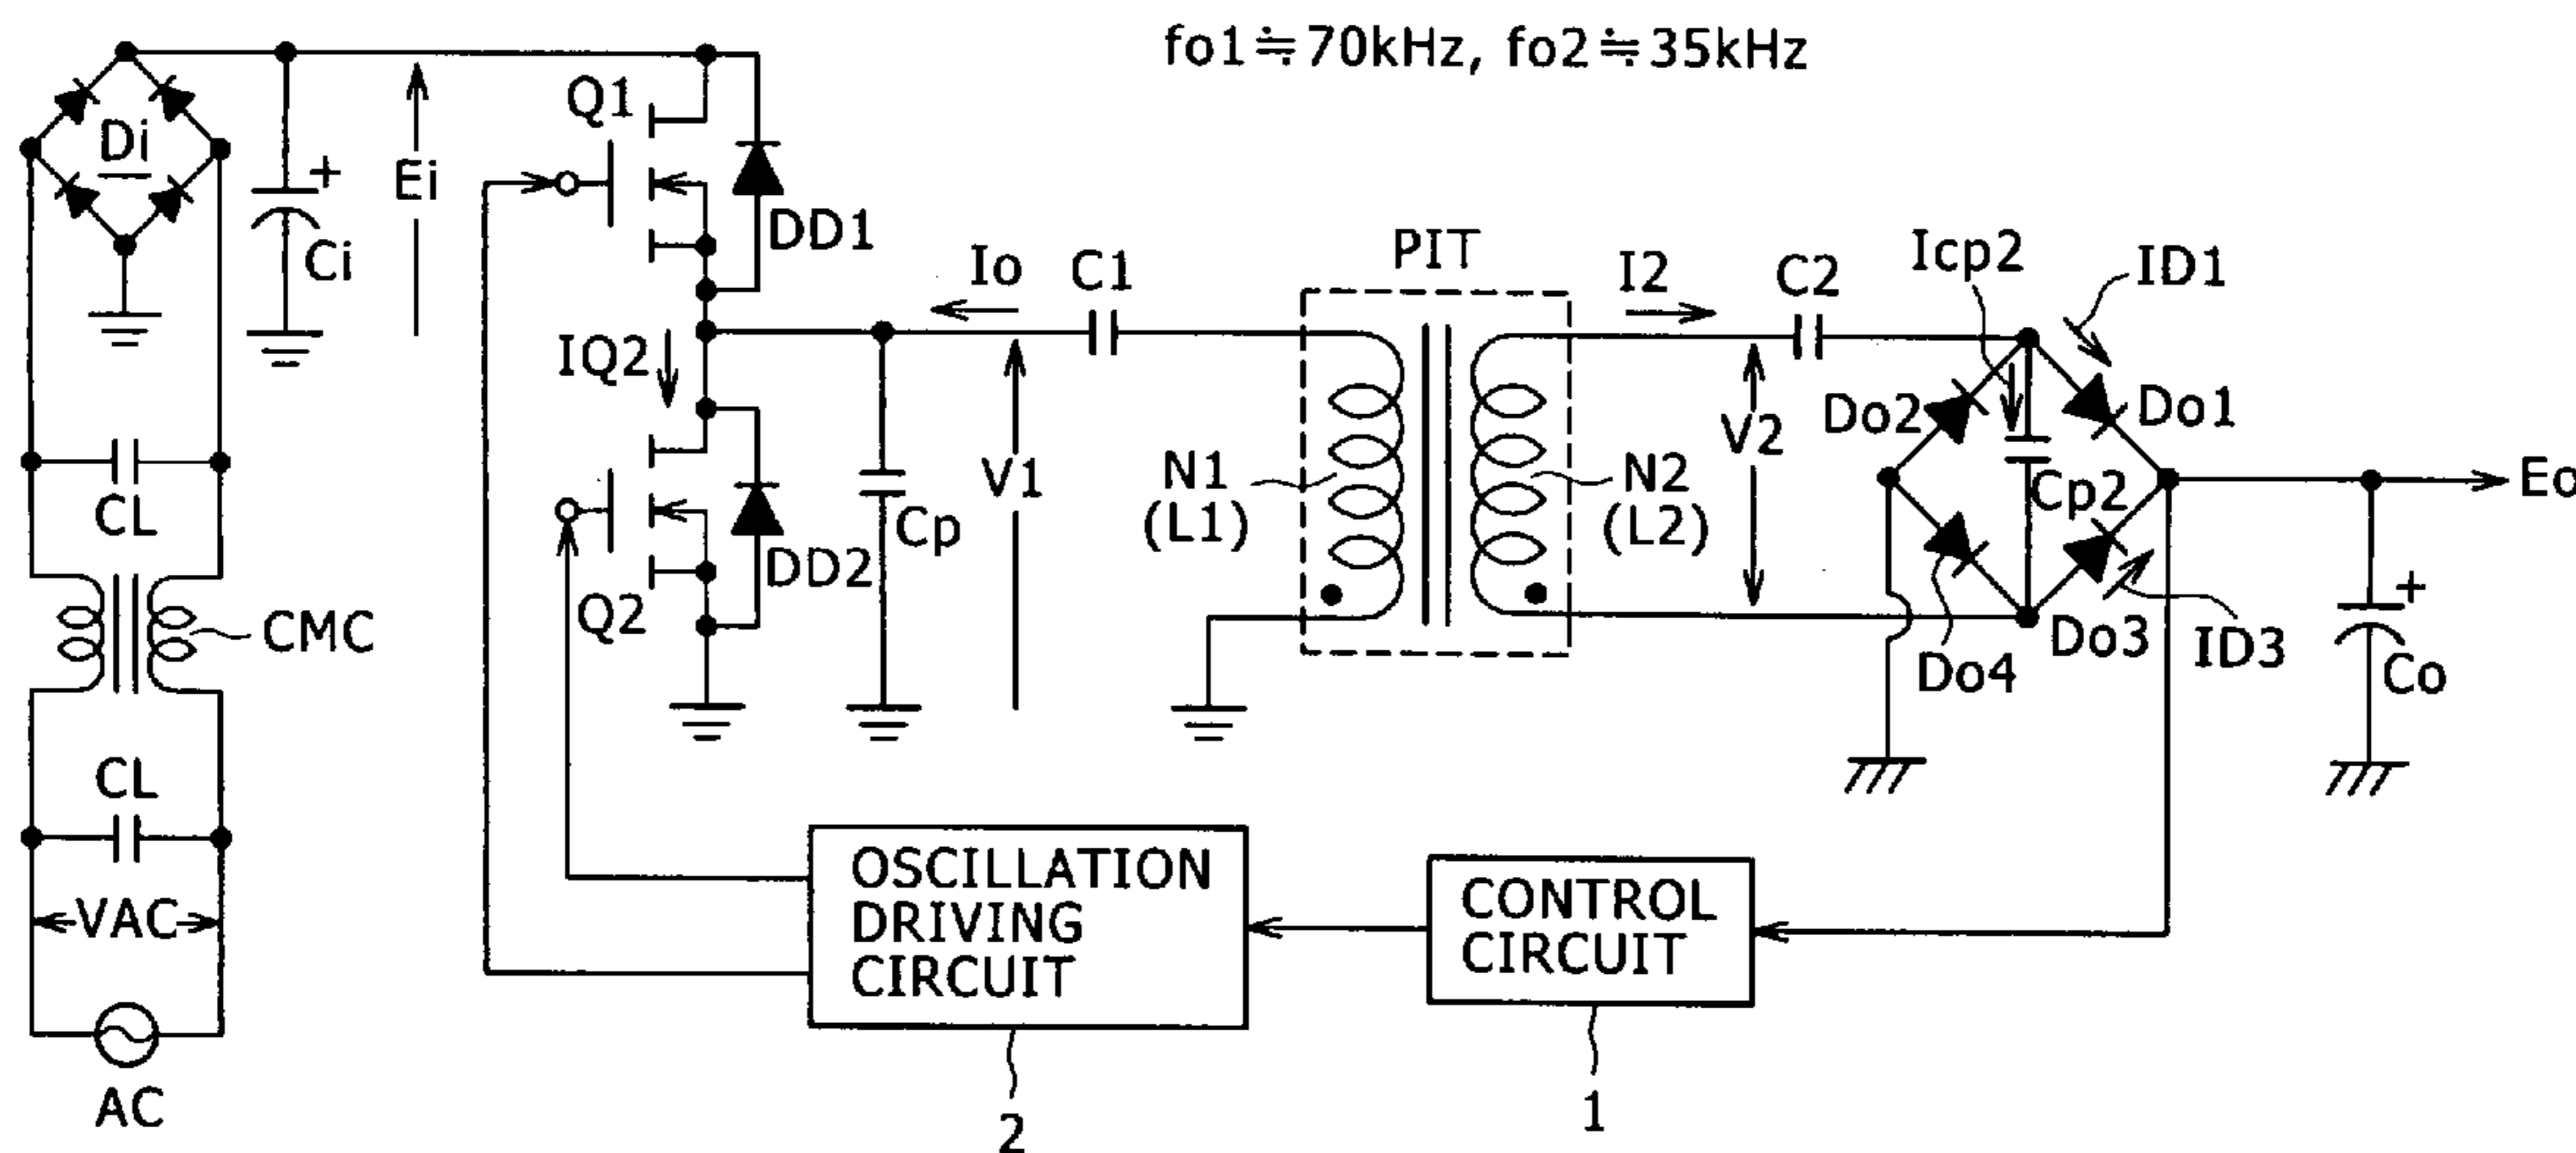 fo1≒70kHz, fo2≒35kHz
Q1
Di
+
Ei
Ci
DD1
Io
C1
PIT
I2
C2
Icp2
ID1
IQ2
Do2
Do1
V2
V1
N1
(L1)
N2
(L2)
Cp2
Eo
CL
Cp
DD2
Q2
+
CMC
Do4
Do3
ID3
Co
CL
VAC
OSCILLATION
DRIVING
CIRCUIT
CONTROL
CIRCUIT
AC
2
1